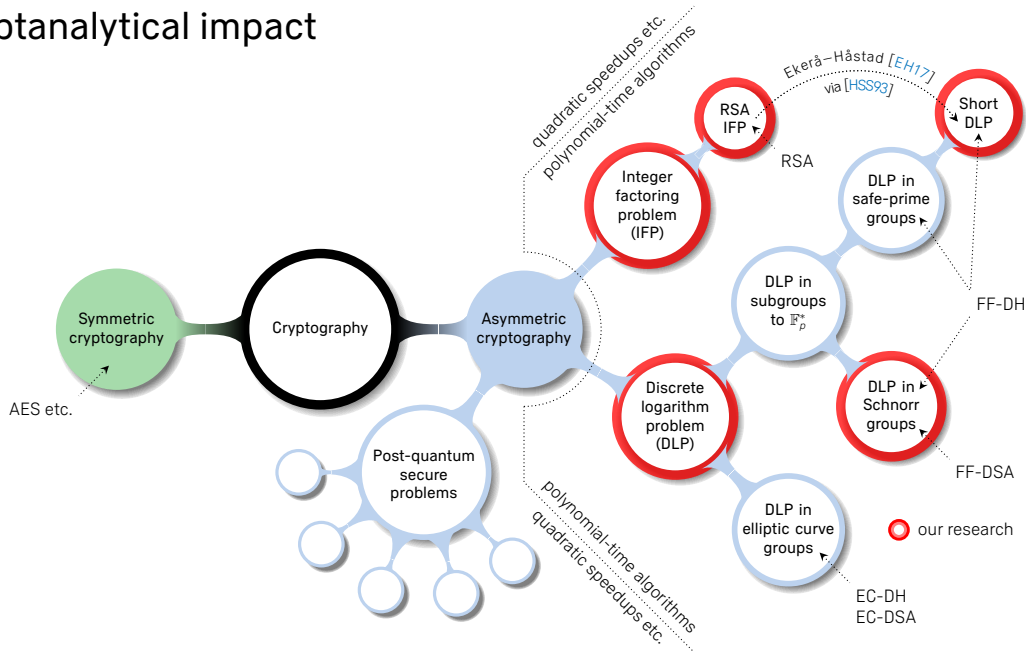 ptanalytical impact
quadratic speedups etc.
polynomial-time algorithms
Ekerå–Håstad [EH17]
via [HSS93]
RSA
IFP
Short
DLP
RSA
Integer
factoring
problem
(IFP)
DLP in
safe-prime
groups
DLP in
subgroups
to 𝔽*ₚ
FF-DH
Symmetric
cryptography
Cryptography
Asymmetric
cryptography
AES etc.
Discrete
logarithm
problem
(DLP)
DLP in
Schnorr
groups
FF-DSA
Post-quantum
secure
problems
polynomial-time algorithms
quadratic speedups etc.
DLP in
elliptic curve
groups
our research
EC-DH
EC-DSA